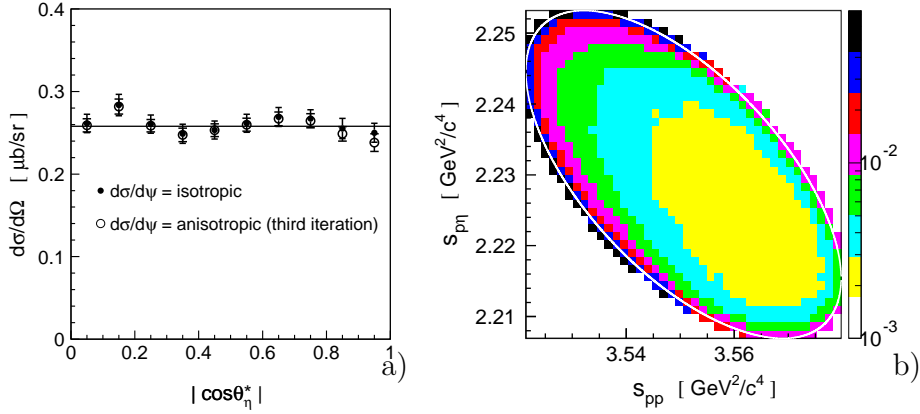 0.4
0.3
0.2
0.1
0
0 0.2 0.4 0.6 0.8 1
dσ/dΩ [ μb/sr ]
dσ/dψ = isotropic
dσ/dψ = anisotropic (third iteration)
| cosθ*η |
a)
2.25
2.24
2.23
2.22
2.21
3.54 3.56
s_pη [ GeV²/c⁴ ]
s_pp [ GeV²/c⁴ ]
10⁻²
10⁻³
b)